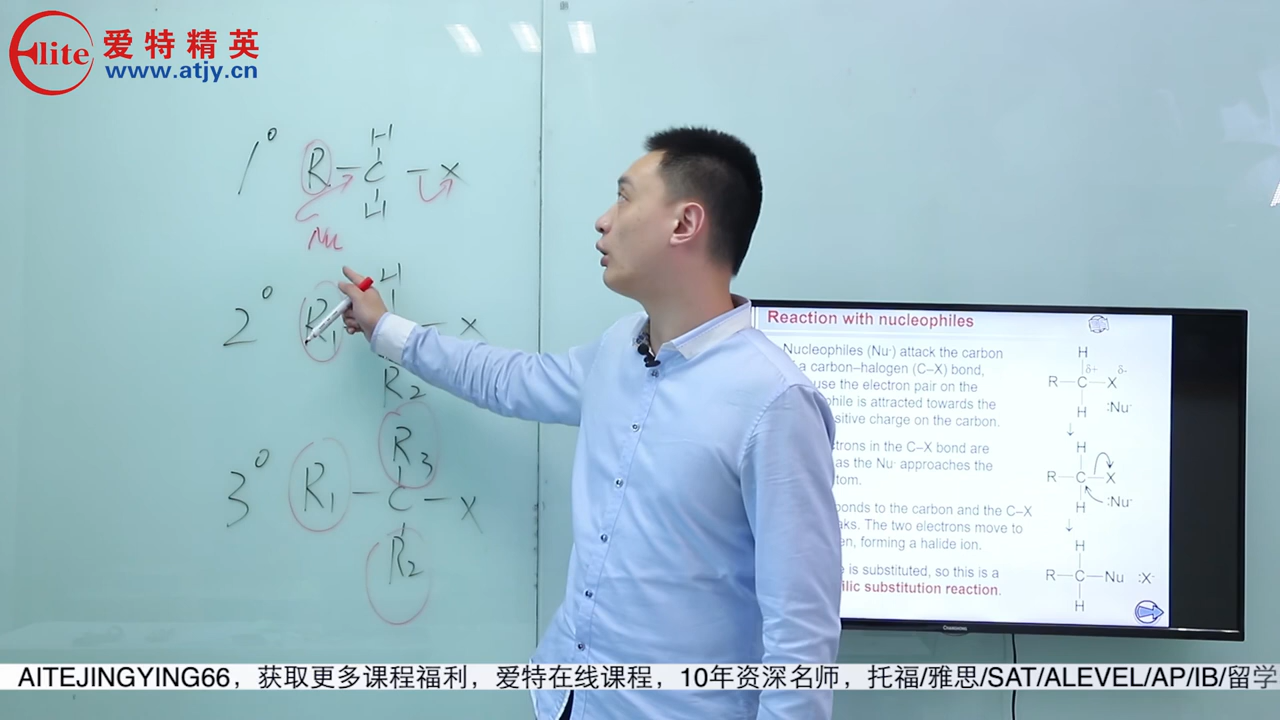 Elite 爱特精英
www.atjy.cn
1°
H
R — C — X
H
Nu
2°
H
R1
X
R2
3°
R3
R1 — C — X
R2
Reaction with nucleophiles
Nucleophiles (Nu-) attack the carbon
a carbon–halogen (C–X) bond,
use the electron pair on the
phile is attracted towards the
sitive charge on the carbon.
trons in the C–X bond are
as the Nu- approaches the
tom.
bonds to the carbon and the C–X
aks. The two electrons move to
en, forming a halide ion.
e is substituted, so this is a
ilic substitution reaction.
H
δ+ δ-
R—C—X
H :Nu-
↓
H
R—C—X
H :Nu-
↓
H
R—C—Nu :X-
H
AITEJINGYING66，获取更多课程福利，爱特在线课程，10年资深名师，托福/雅思/SAT/ALEVEL/AP/IB/留学